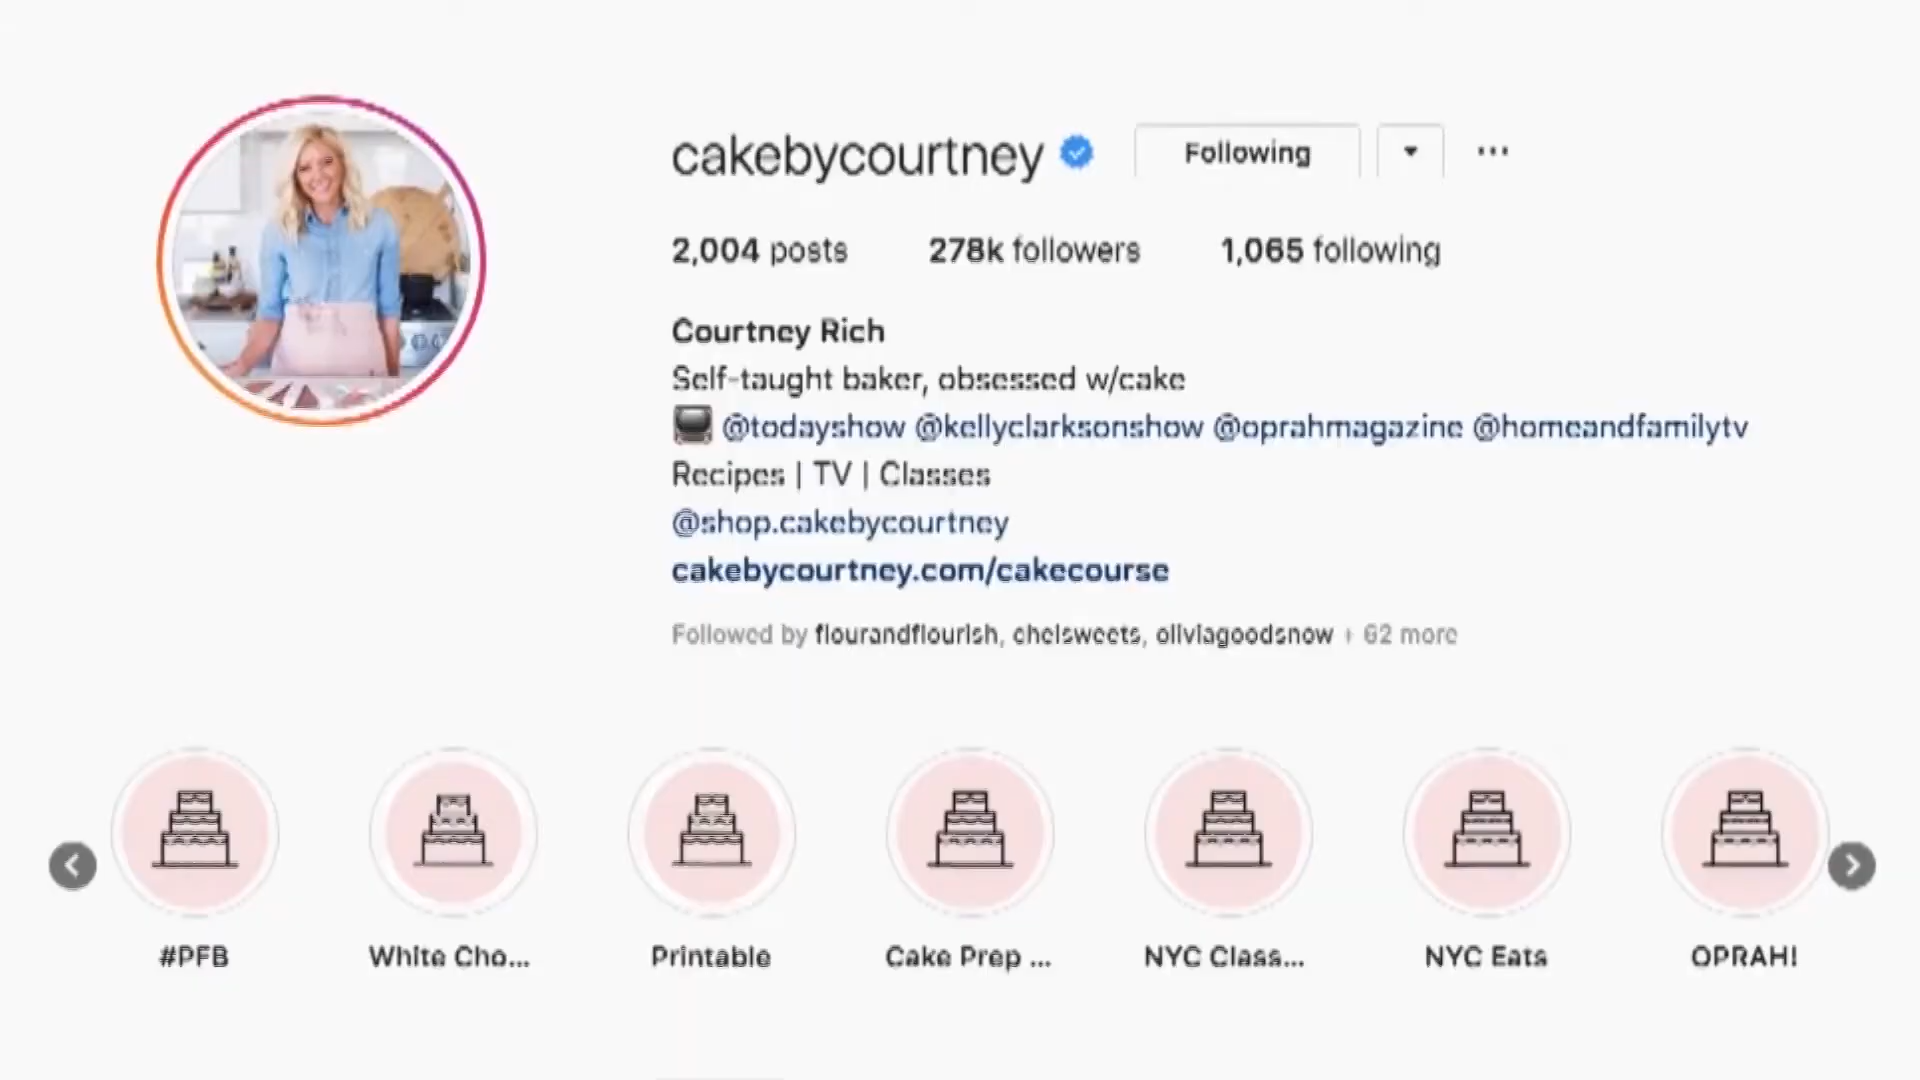 cakebycourtney Following
2,004 posts 278k followers 1,065 following
Courtney Rich
Self-taught baker, obsessed w/cake
@todayshow @kellyclarksonshow @oprahmagazine @homeandfamilytv
Recipes | TV | Classes
@shop.cakebycourtney
cakebycourtney.com/cakecourse
Followed by flourandflourish, chelsweets, oliviagoodsnow + 62 more
#PFB White Cho... Printable Cake Prep ... NYC Class... NYC Eats OPRAH!